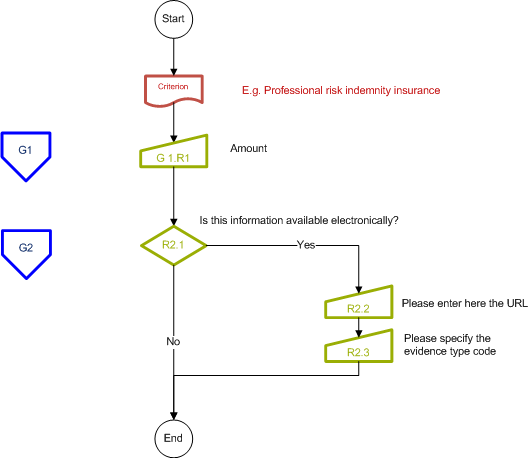 Start
Criterion
E.g. Professional risk indemnity insurance
G1
G 1.R1
Amount
Is this information available electronically?
G2
R2.1
Yes
R2.2
Please enter here the URL
No
R2.3
Please specify the
evidence type code
End